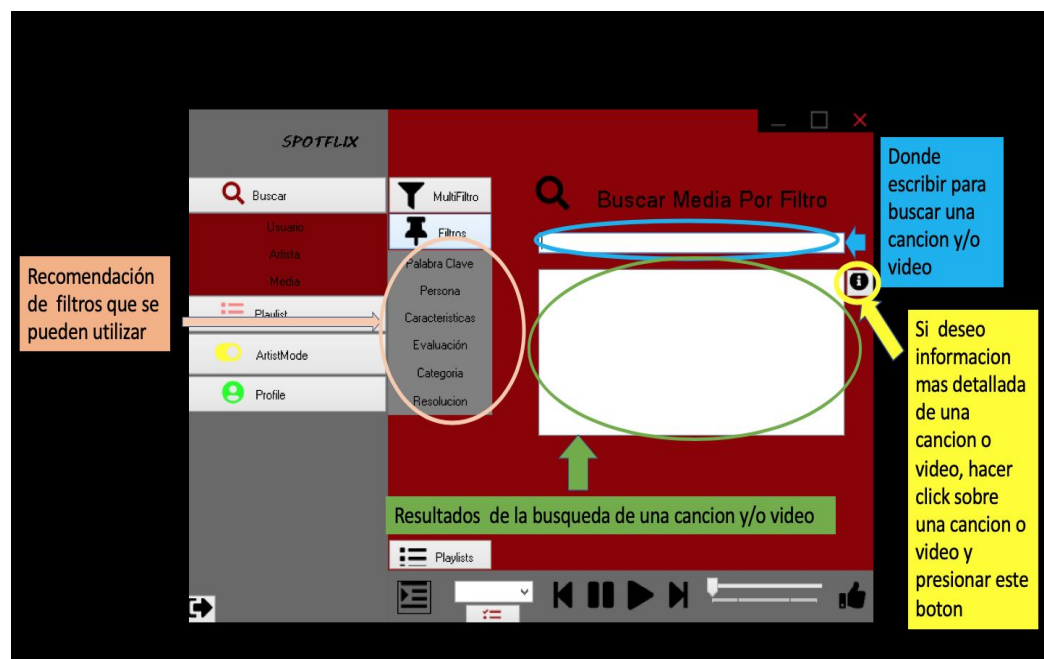 SPOTFLIX
Buscar
Usuario
Artista
Media
Playlist
ArtistMode
Profile
MultiFiltro
Filtros
Palabra Clave
Persona
Caracteristicas
Evaluación
Categoria
Resolucion
Buscar Media Por Filtro
Playlists
Recomendación
de filtros que se
pueden utilizar
Donde
escribir para
buscar una
cancion y/o
video
Si deseo
informacion
mas detallada
de una
cancion o
video, hacer
click sobre
una cancion o
video y
presionar este
boton
Resultados de la busqueda de una cancion y/o video